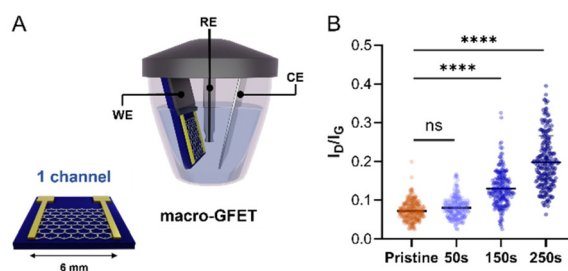 A
RE
CE
WE
1 channel
macro-GFET
6 mm
B
****
****
ns
I_D/I_G
0.5
0.4
0.3
0.2
0.1
0.0
Pristine 50s 150s 250s